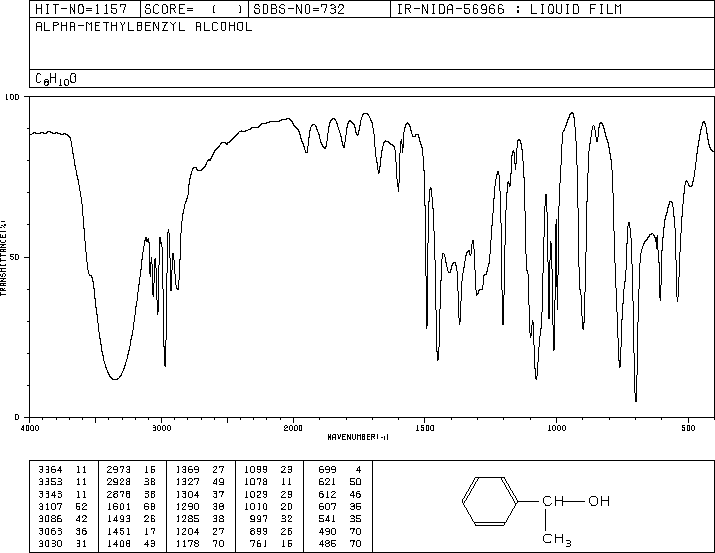 HIT-NO=1157 SCORE= ( ) SDBS-NO=732 IR-NIDA-56966 : LIQUID FILM
ALPHA-METHYLBENZYL ALCOHOL
C8H10O
100
50
0
TRANSMITTANCE(%)
4000 3000 2000 1500 1000 500
WAVENUMBER(-1)
3364 11 2973 16 1369 27 1099 23 699 4
3353 11 2928 38 1327 49 1078 11 621 50
3343 11 2878 38 1304 37 1029 29 612 46
3107 52 1601 68 1290 38 1010 20 607 35
3086 42 1493 26 1285 38 997 32 541 35
3063 36 1451 17 1204 27 899 26 490 70
3030 31 1408 43 1178 70 761 15 486 70
CH OH
CH3